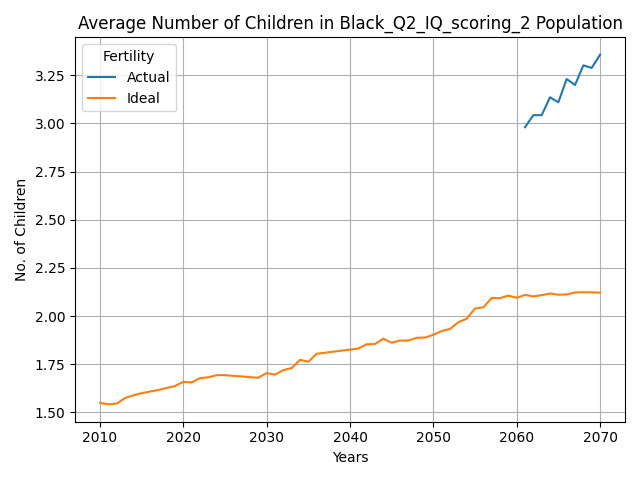 Average Number of Children in Black_Q2_IQ_scoring_2 Population
Fertility
Actual
Ideal
3.25
3.00
2.75
2.50
2.25
2.00
1.75
1.50
No. of Children
2010 2020 2030 2040 2050 2060 2070
Years